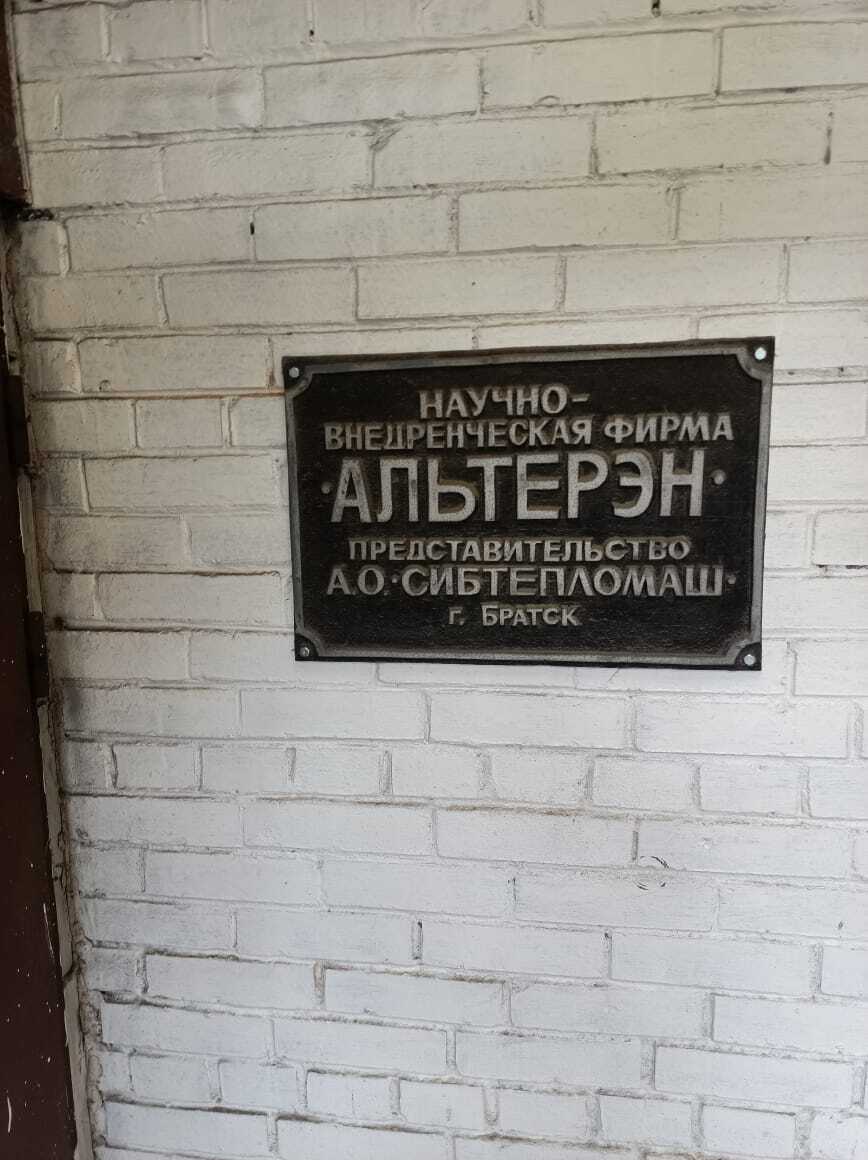 НАУЧНО-
ВНЕДРЕНЧЕСКАЯ ФИРМА
·АЛЬТЕРЭН·
ПРЕДСТАВИТЕЛЬСТВО
А.О.·СИБТЕПЛОМАШ·
г. БРАТСК